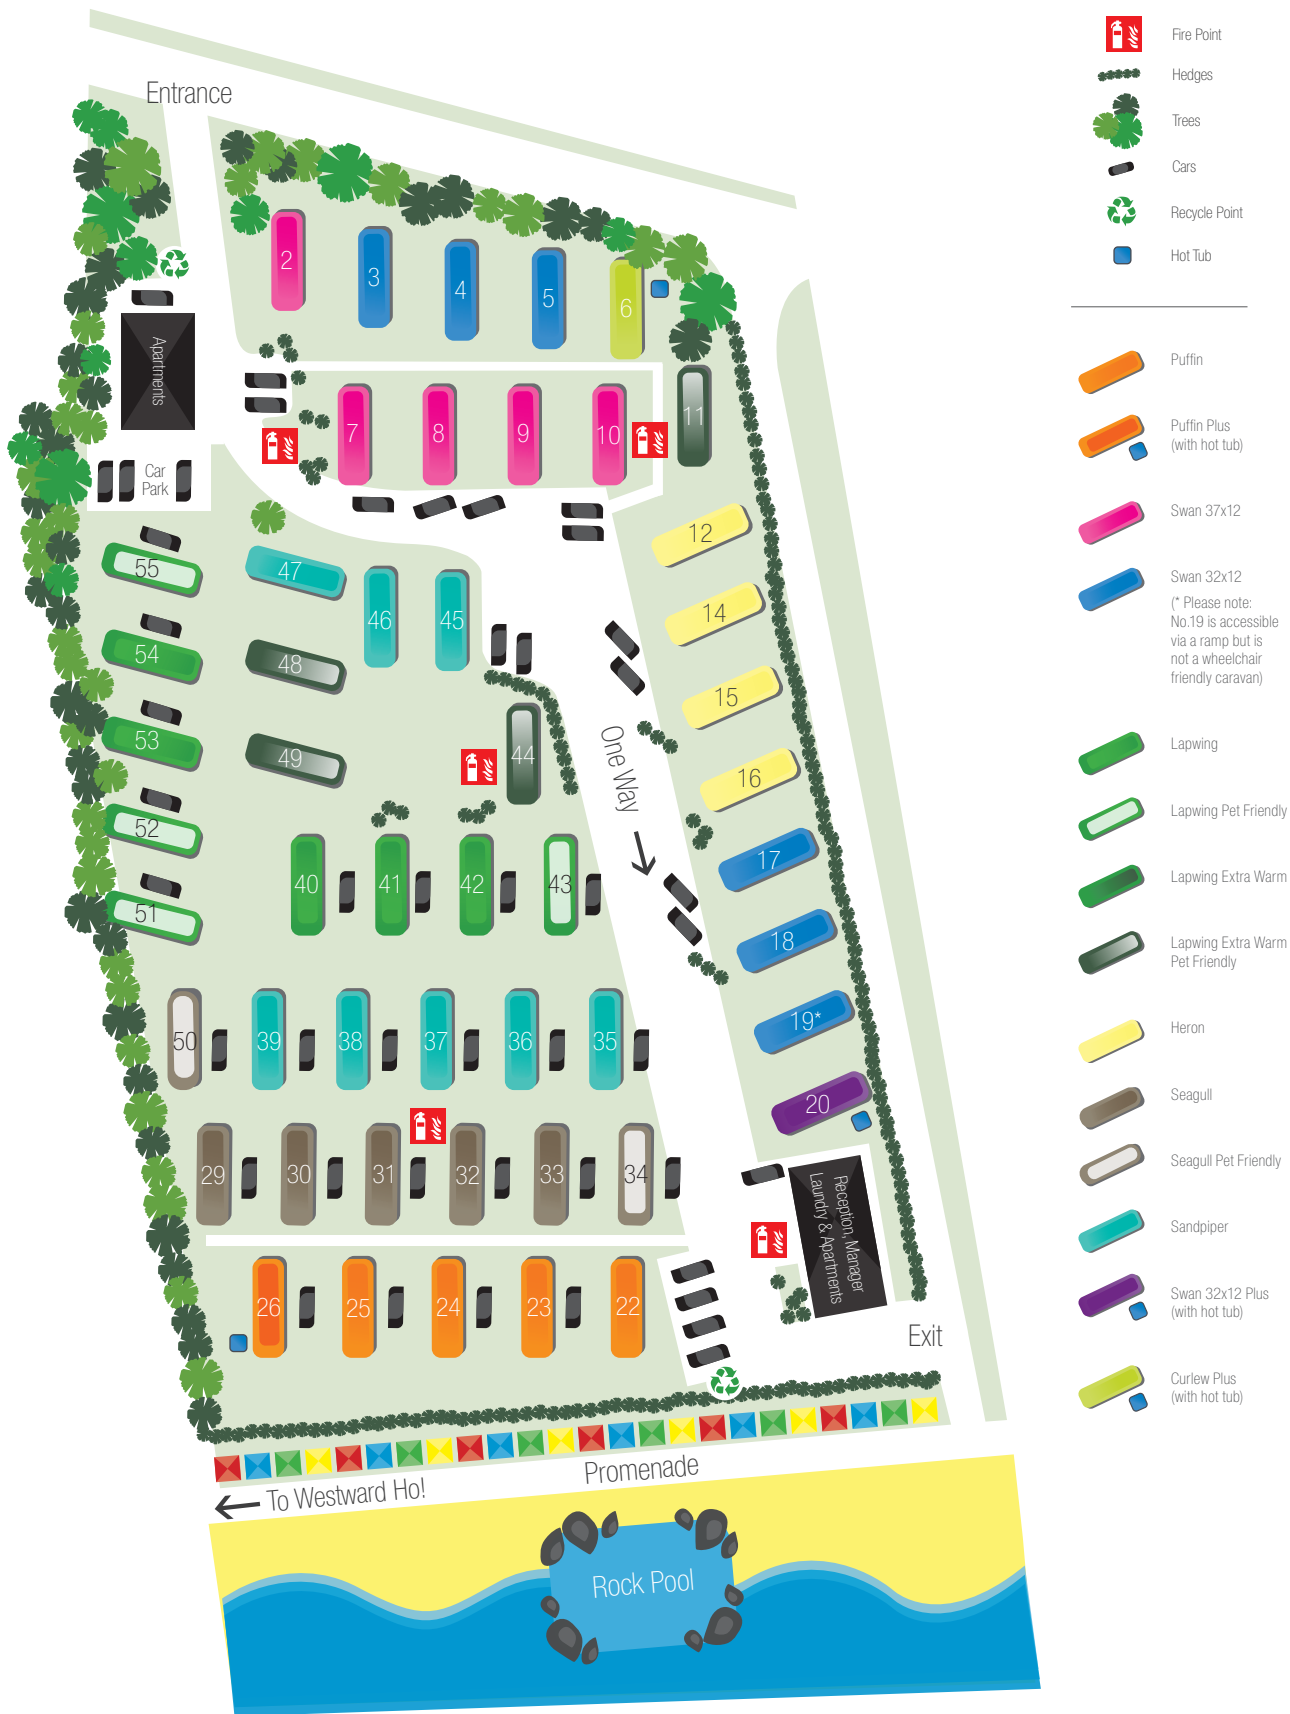 Entrance
2
3
4
5
6
Apartments
7
8
9
10
11
Car
Park
12
14
15
16
17
18
19*
20
55
54
53
52
51
47
46
45
48
49
44
One Way
40
41
42
43
50
39
38
37
36
35
29
30
31
32
33
34
26
25
24
23
22
Reception, Manager
Laundry & Apartments
Exit
Promenade
To Westward Ho!
Rock Pool
Fire Point
Hedges
Trees
Cars
Recycle Point
Hot Tub
Puffin
Puffin Plus
(with hot tub)
Swan 37x12
Swan 32x12
(* Please note:
No.19 is accessible
via a ramp but is
not a wheelchair
friendly caravan)
Lapwing
Lapwing Pet Friendly
Lapwing Extra Warm
Lapwing Extra Warm
Pet Friendly
Heron
Seagull
Seagull Pet Friendly
Sandpiper
Swan 32x12 Plus
(with hot tub)
Curlew Plus
(with hot tub)